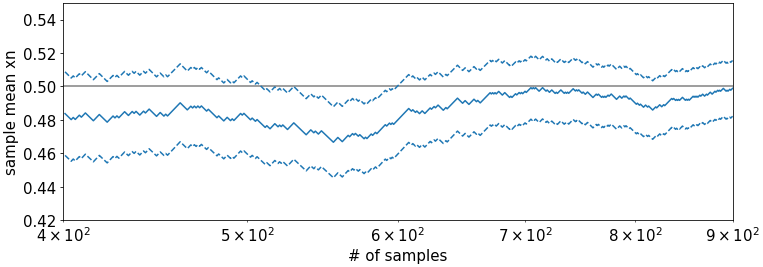 0.54
0.52
0.50
0.48
0.46
0.44
0.42
sample mean xn
4 × 10² 5 × 10² 6 × 10² 7 × 10² 8 × 10² 9 × 10²
# of samples